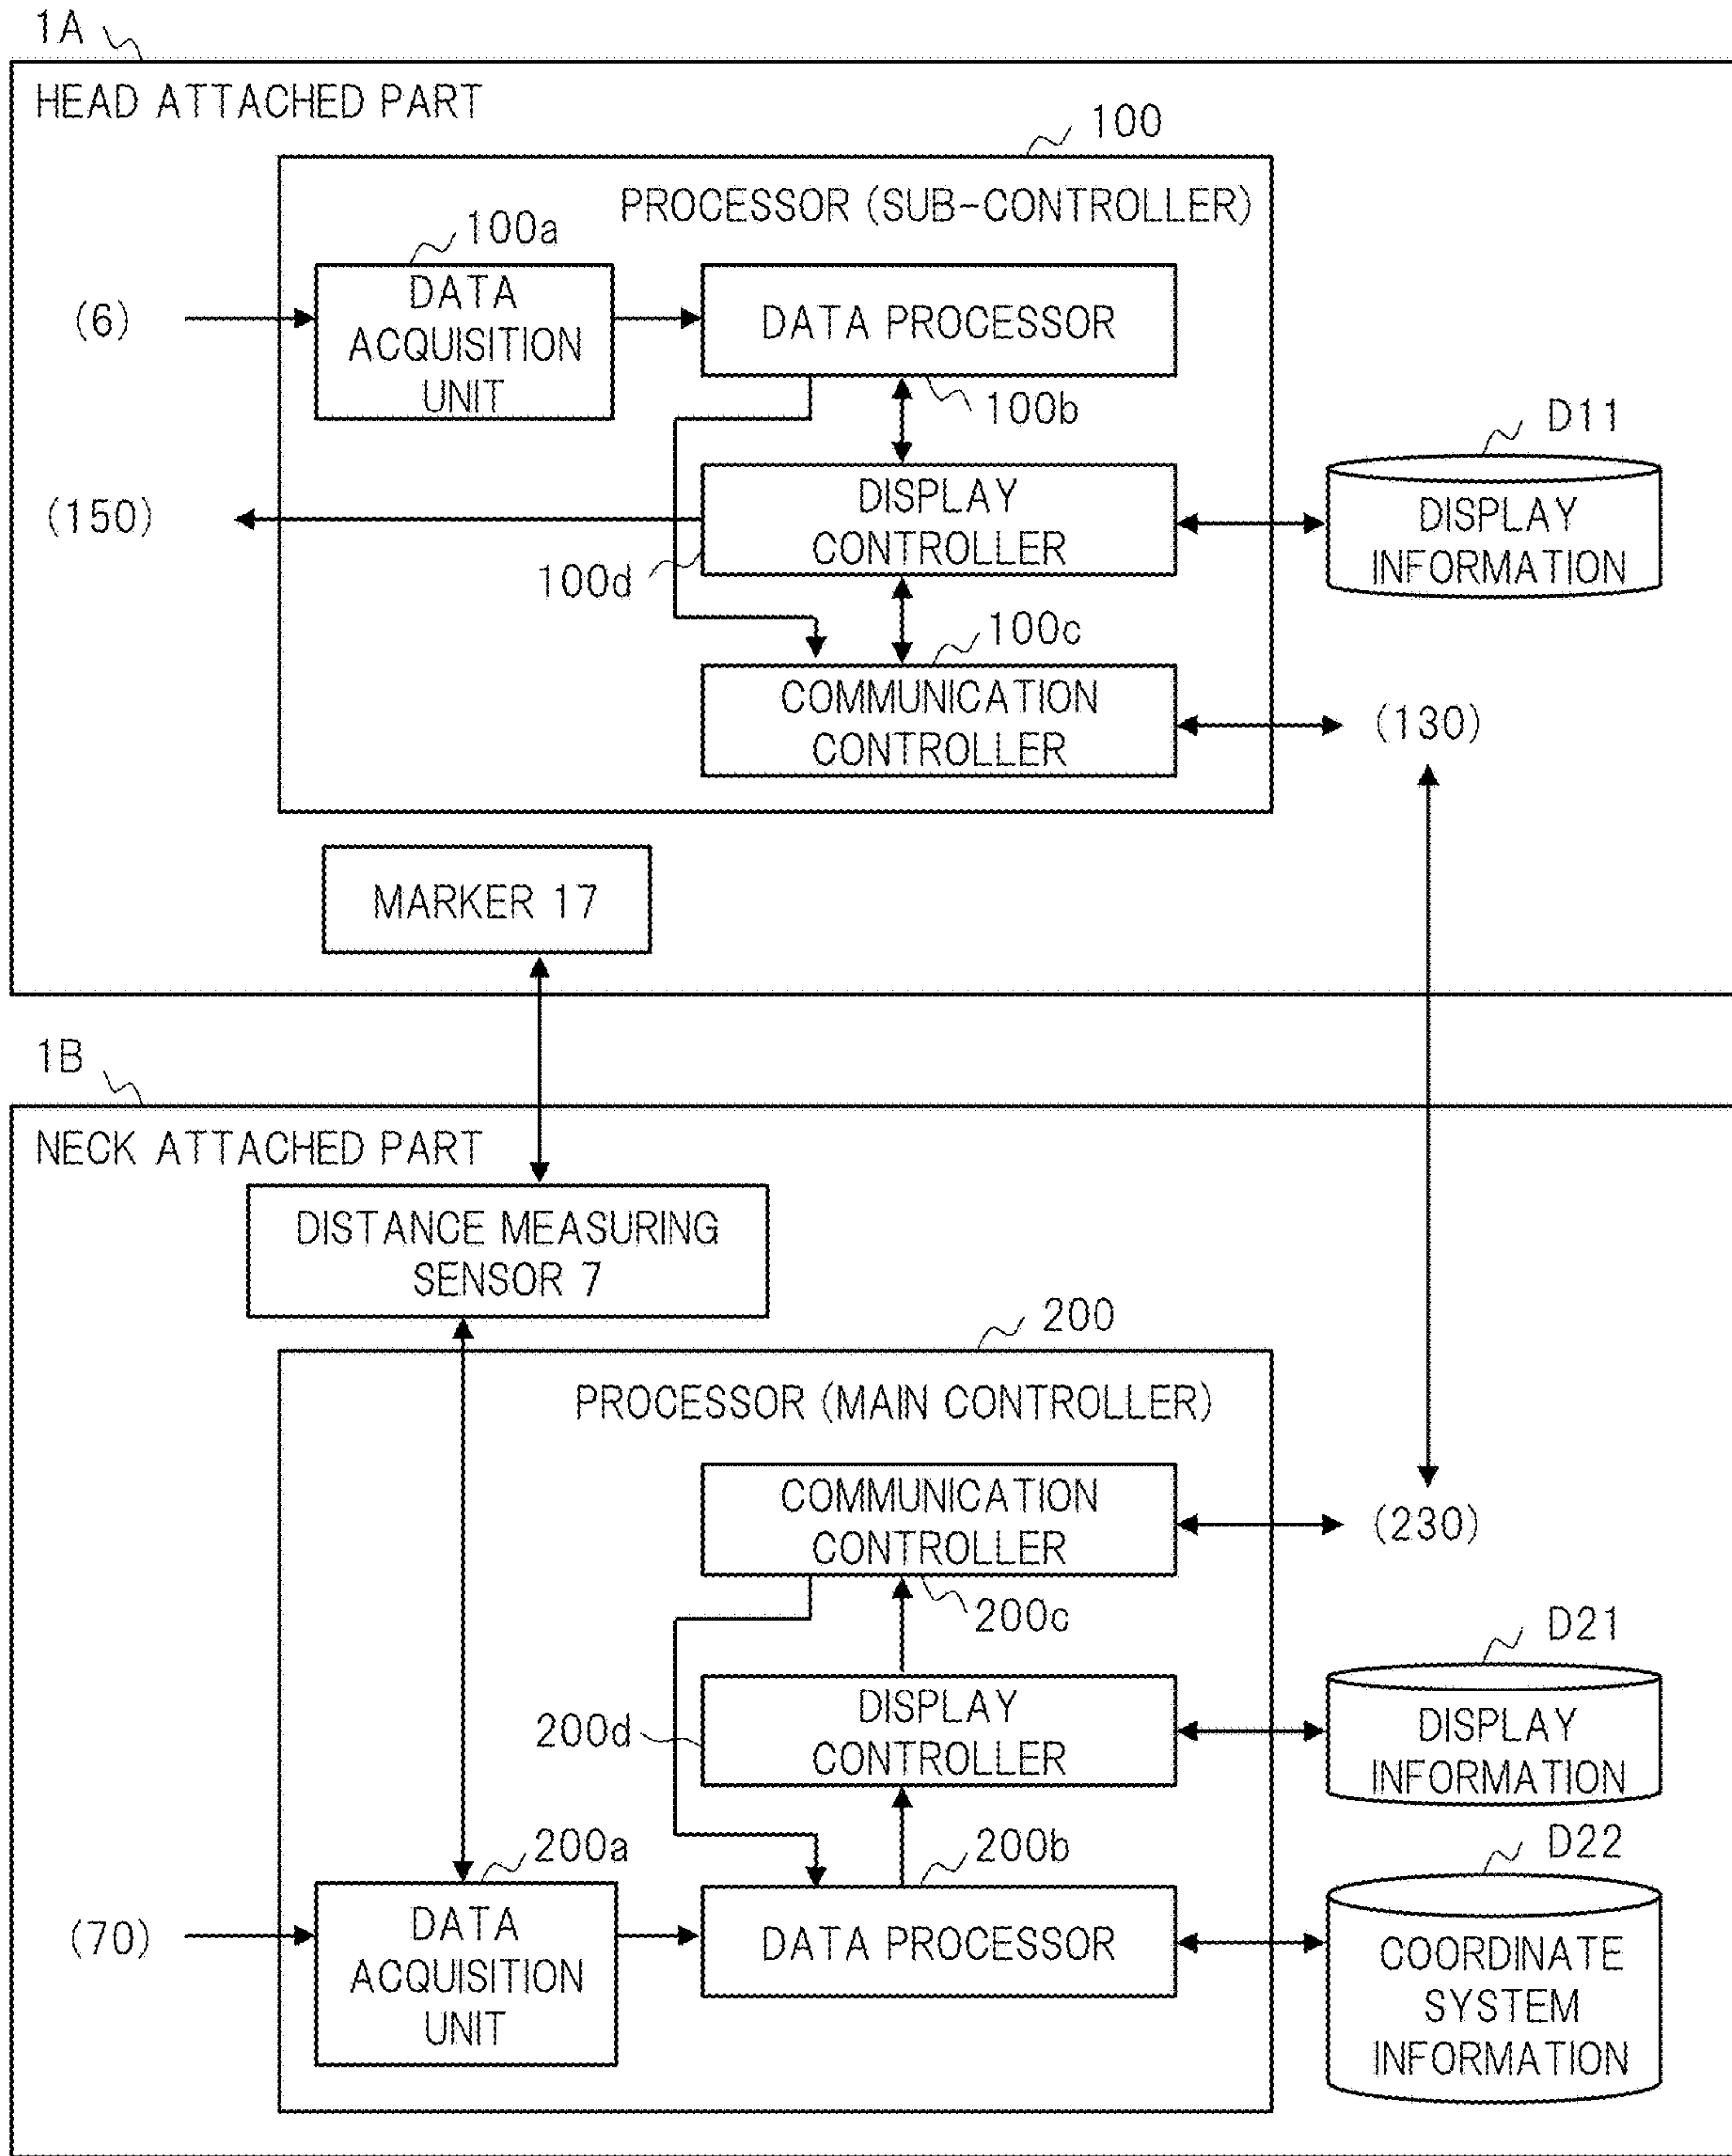 1A
HEAD ATTACHED PART
100
PROCESSOR (SUB-CONTROLLER)
100a
(6)
DATA
ACQUISITION
UNIT
DATA PROCESSOR
100b
D11
(150)
DISPLAY
CONTROLLER
DISPLAY
INFORMATION
100d
100c
COMMUNICATION
CONTROLLER
(130)
MARKER 17
1B
NECK ATTACHED PART
DISTANCE MEASURING
SENSOR 7
200
PROCESSOR (MAIN CONTROLLER)
COMMUNICATION
CONTROLLER
(230)
200c
D21
200d
DISPLAY
CONTROLLER
DISPLAY
INFORMATION
200a
200b
D22
(70)
DATA
ACQUISITION
UNIT
DATA PROCESSOR
COORDINATE
SYSTEM
INFORMATION